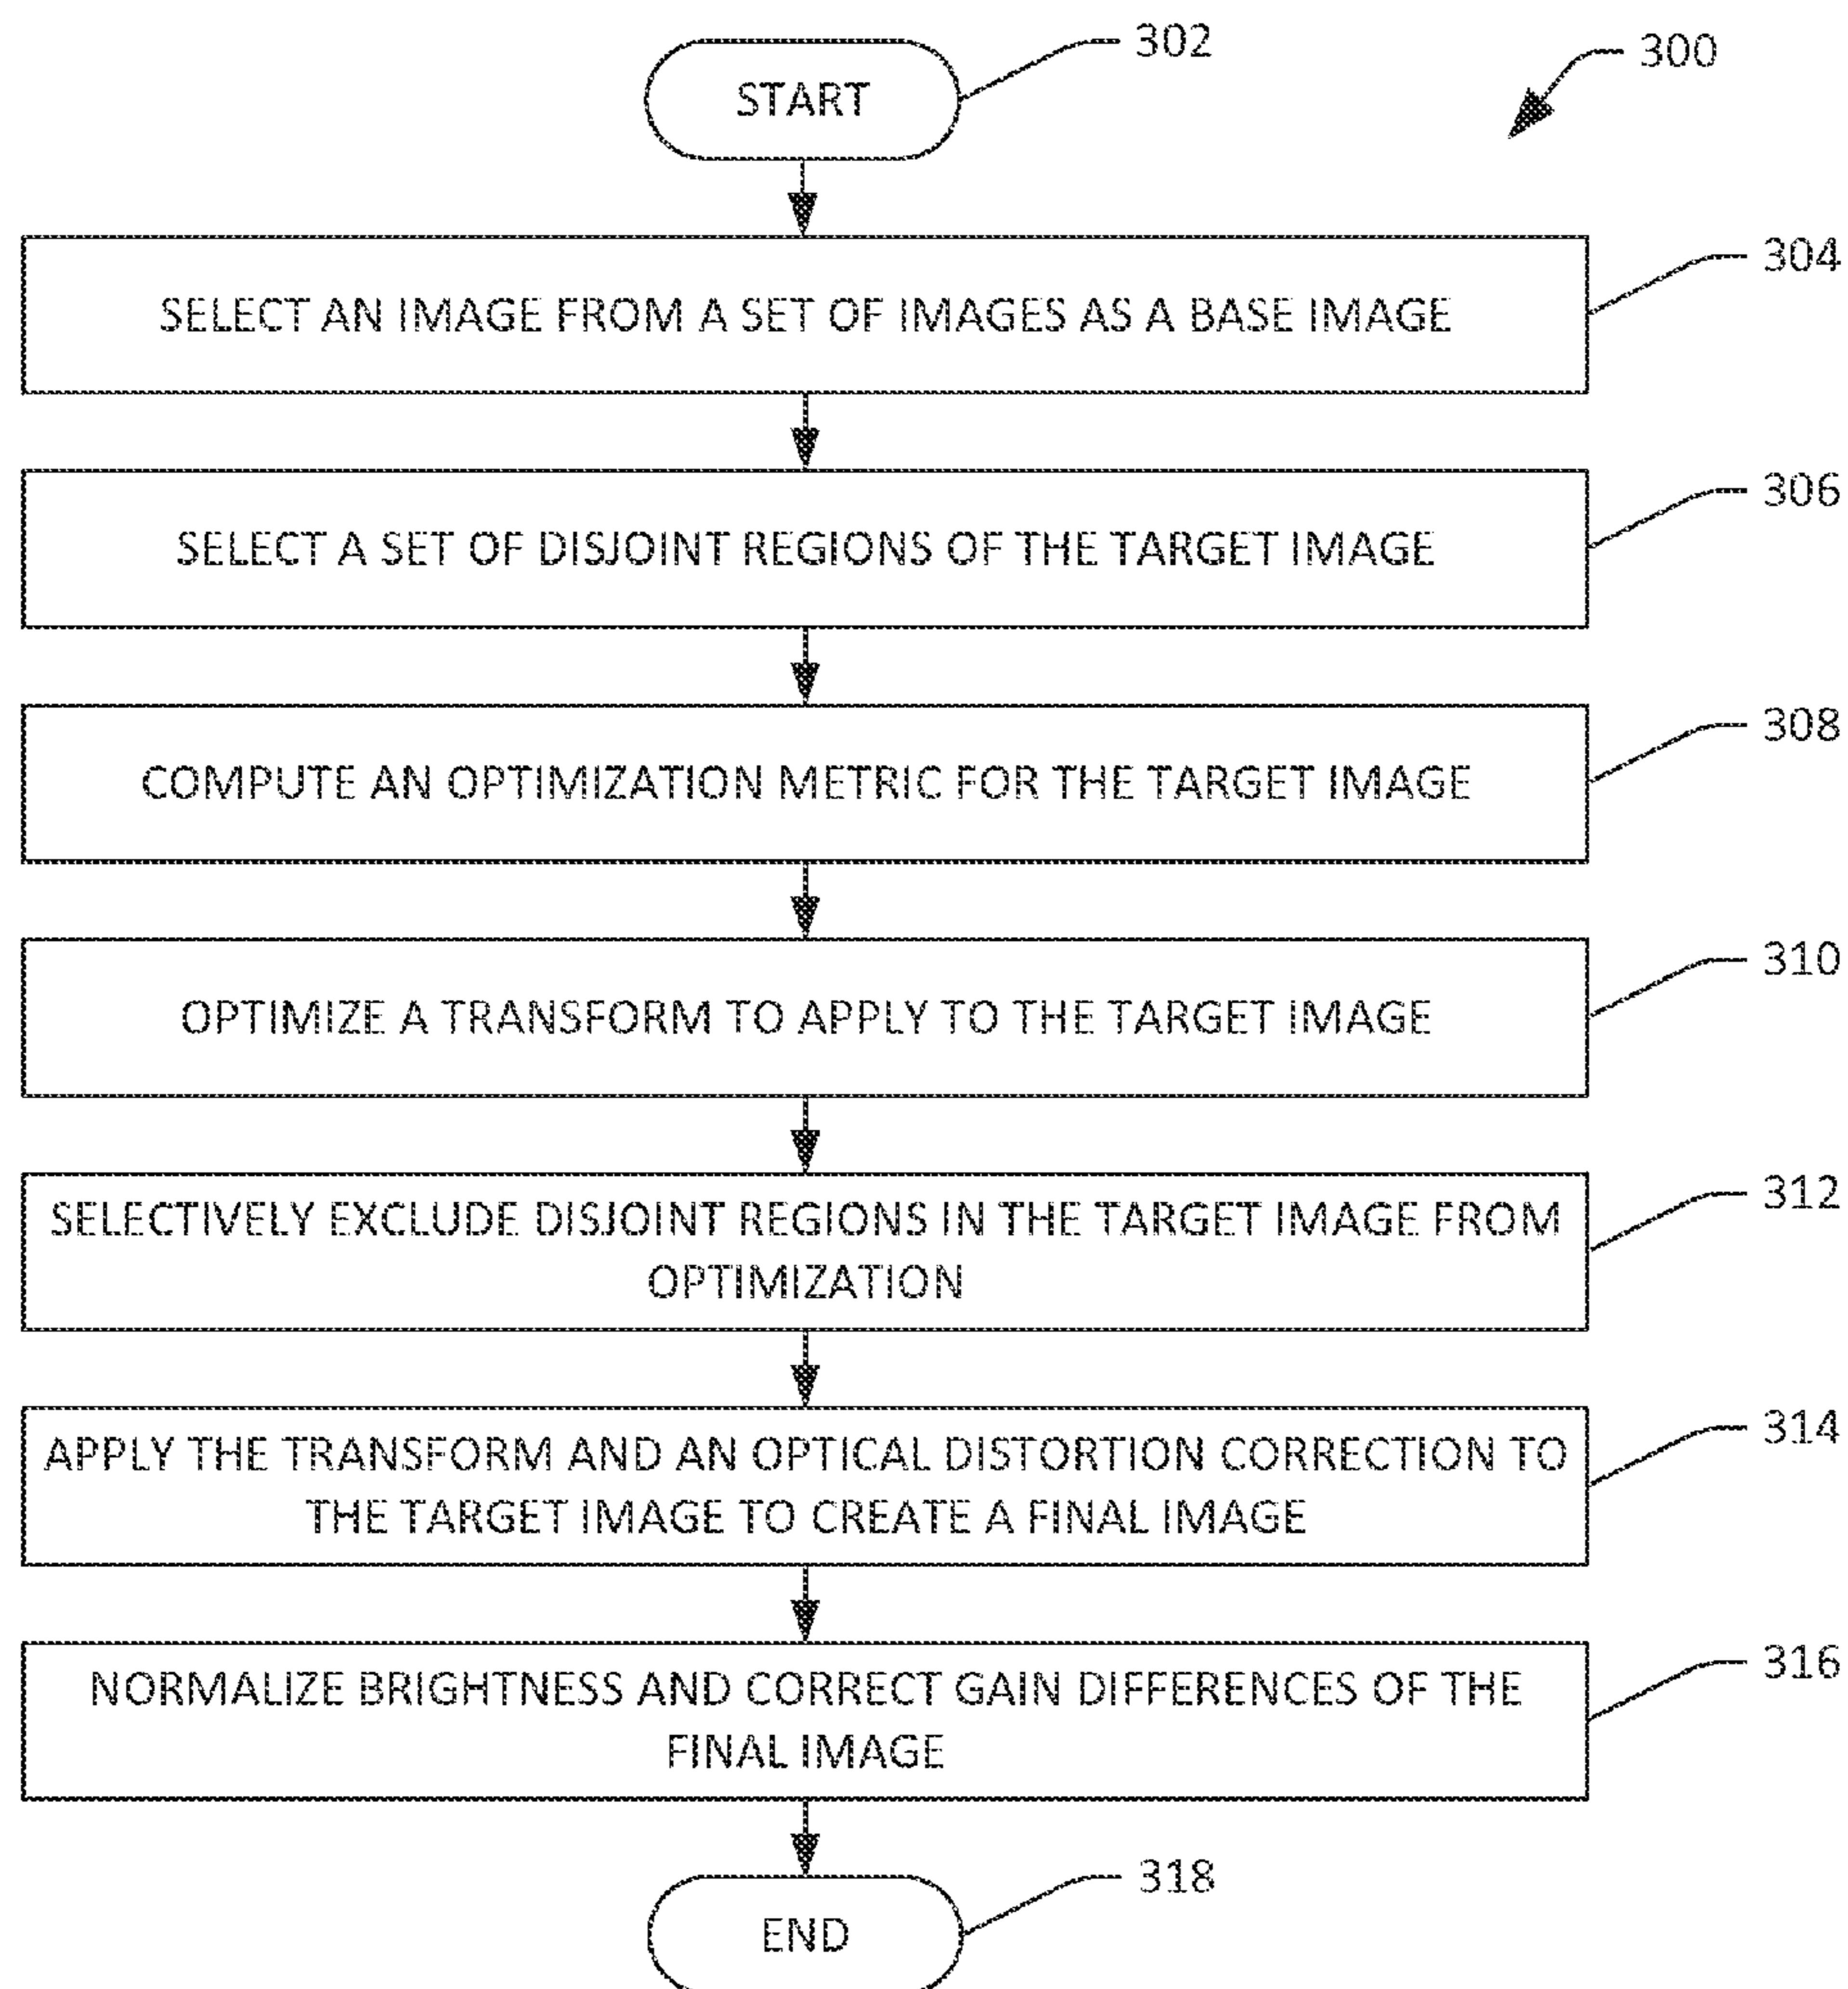 302
300
START
304
SELECT AN IMAGE FROM A SET OF IMAGES AS A BASE IMAGE
306
SELECT A SET OF DISJOINT REGIONS OF THE TARGET IMAGE
308
COMPUTE AN OPTIMIZATION METRIC FOR THE TARGET IMAGE
310
OPTIMIZE A TRANSFORM TO APPLY TO THE TARGET IMAGE
312
SELECTIVELY EXCLUDE DISJOINT REGIONS IN THE TARGET IMAGE FROM
OPTIMIZATION
314
APPLY THE TRANSFORM AND AN OPTICAL DISTORTION CORRECTION TO
THE TARGET IMAGE TO CREATE A FINAL IMAGE
316
NORMALIZE BRIGHTNESS AND CORRECT GAIN DIFFERENCES OF THE
FINAL IMAGE
318
END